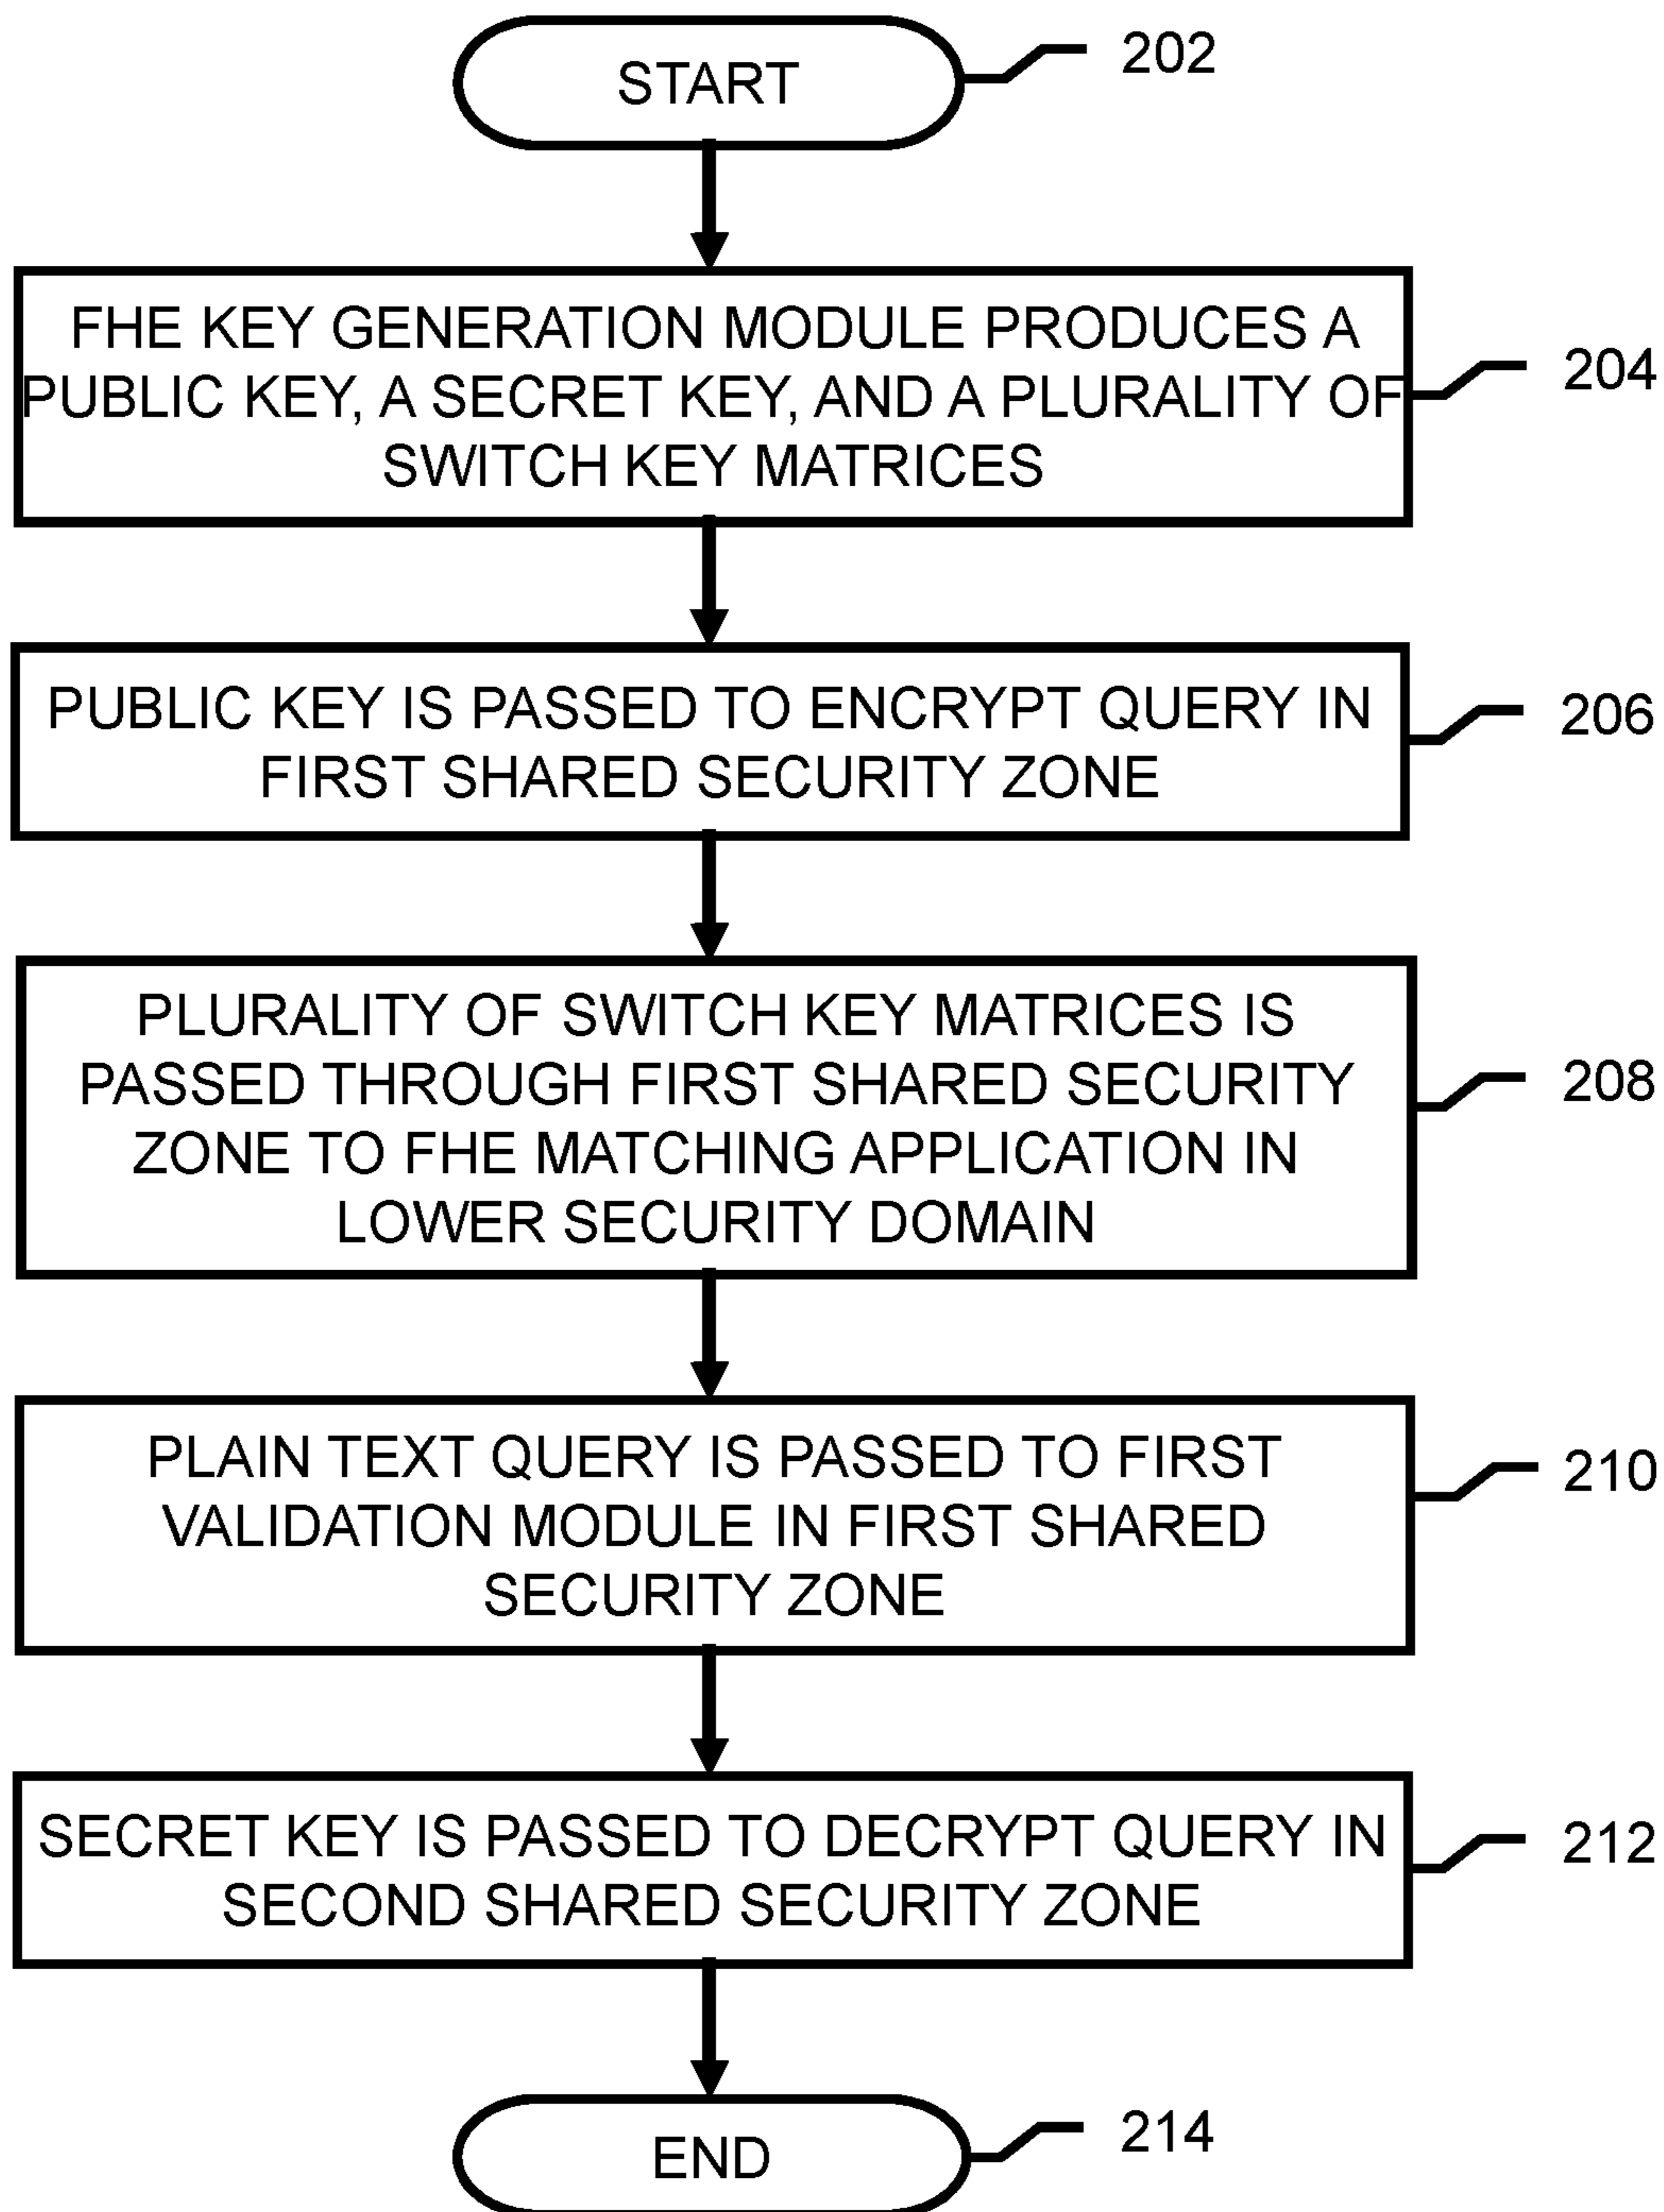 START
202
FHE KEY GENERATION MODULE PRODUCES A
PUBLIC KEY, A SECRET KEY, AND A PLURALITY OF
SWITCH KEY MATRICES
204
PUBLIC KEY IS PASSED TO ENCRYPT QUERY IN
FIRST SHARED SECURITY ZONE
206
PLURALITY OF SWITCH KEY MATRICES IS
PASSED THROUGH FIRST SHARED SECURITY
ZONE TO FHE MATCHING APPLICATION IN
LOWER SECURITY DOMAIN
208
PLAIN TEXT QUERY IS PASSED TO FIRST
VALIDATION MODULE IN FIRST SHARED
SECURITY ZONE
210
SECRET KEY IS PASSED TO DECRYPT QUERY IN
SECOND SHARED SECURITY ZONE
212
END
214